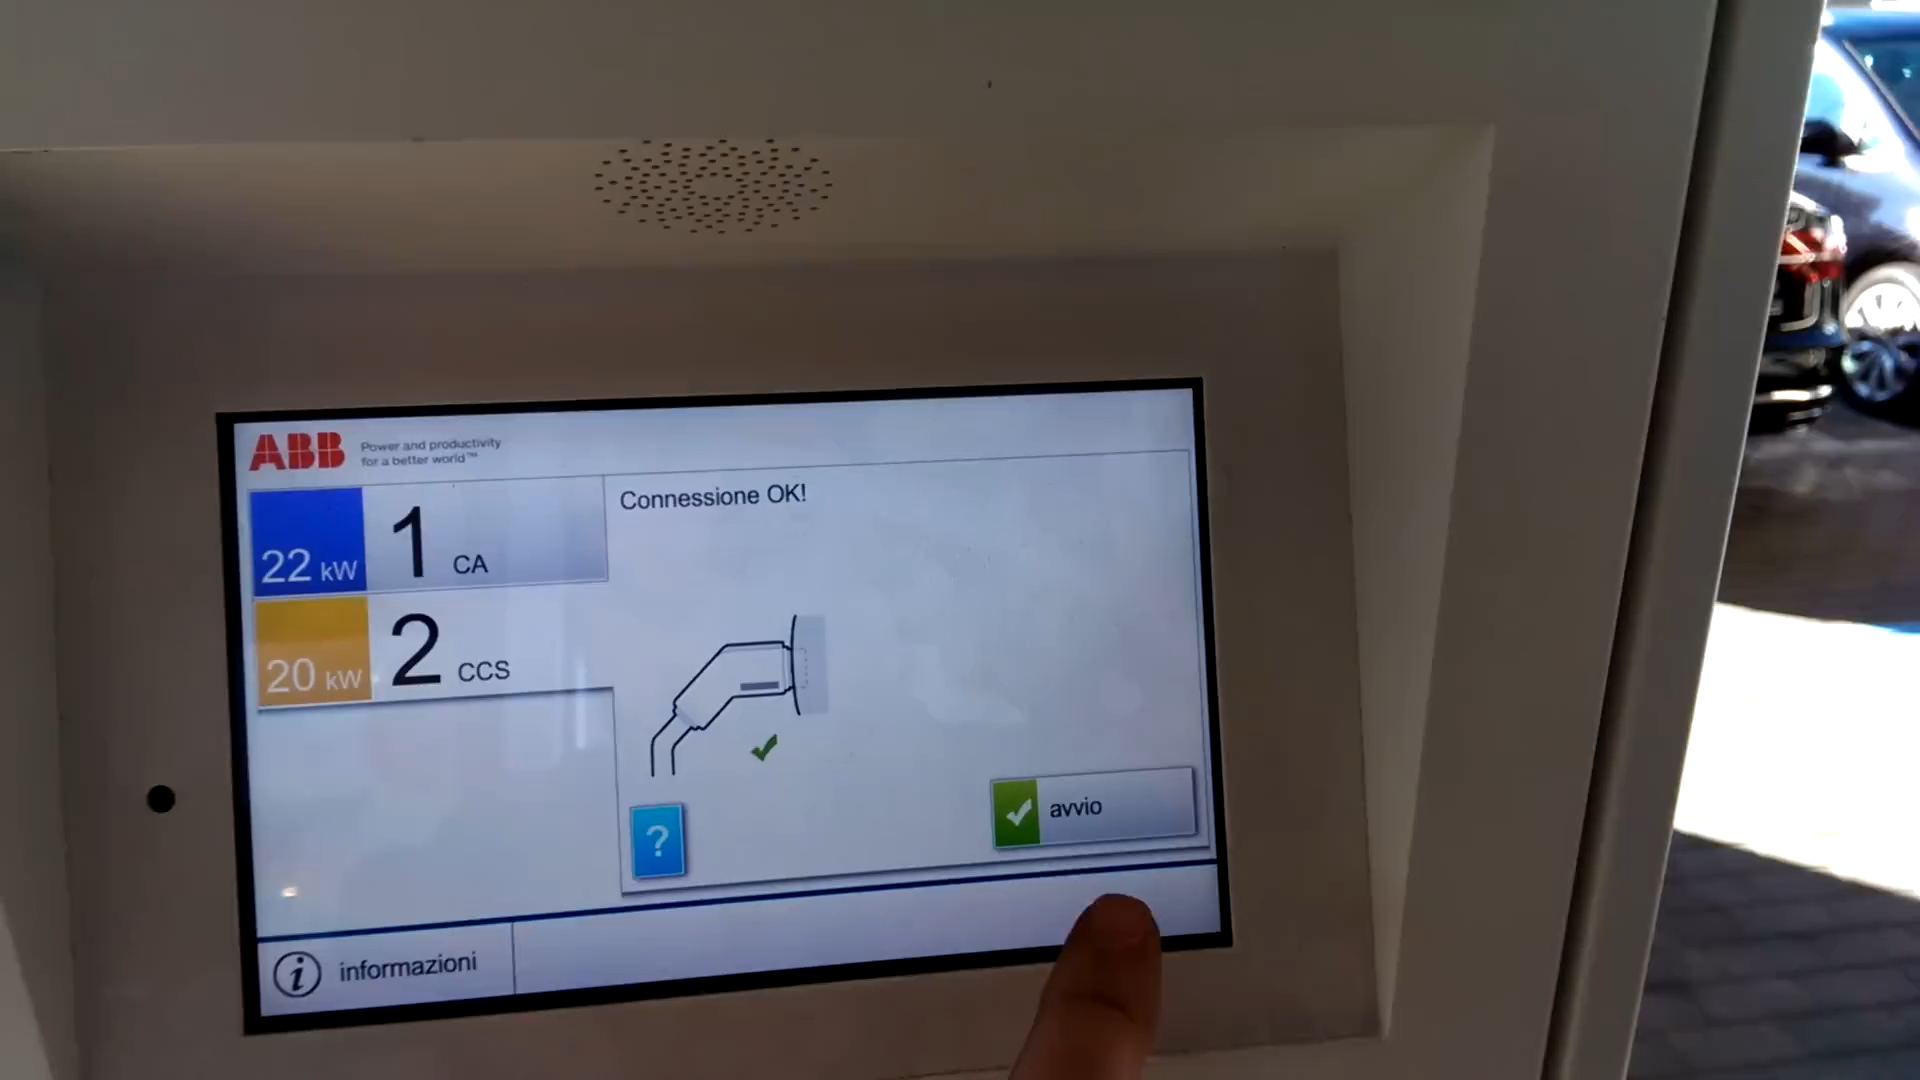 ABB
Power and productivity
for a better world™
22 kW
1 CA
20 kW
2 CCS
Connessione OK!
?
avvio
i
informazioni